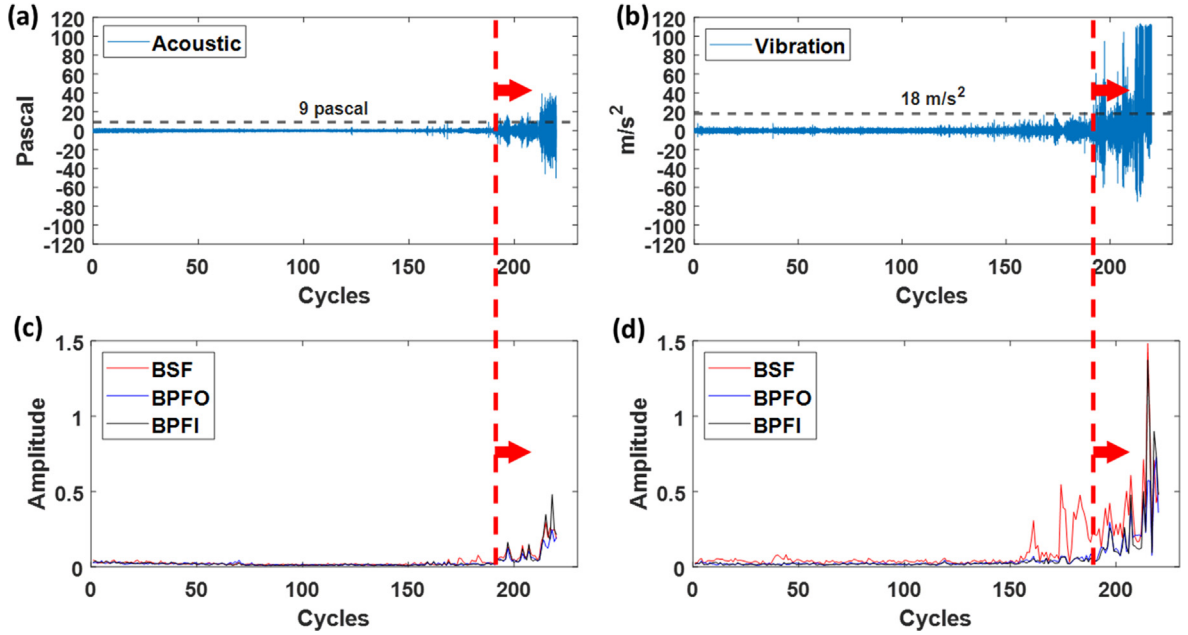 (a)
120
100
80
60
40
20
0
-20
-40
-60
-80
-100
-120
Pascal
Acoustic
9 pascal
0
50
100
150
200
Cycles
(b)
120
100
80
60
40
20
0
-20
-40
-60
-80
-100
-120
m/s²
Vibration
18 m/s²
0
50
100
150
200
Cycles
(c)
1.5
1
0.5
0
Amplitude
BSF
BPFO
BPFI
0
50
100
150
200
Cycles
(d)
1.5
1
0.5
0
Amplitude
BSF
BPFO
BPFI
0
50
100
150
200
Cycles